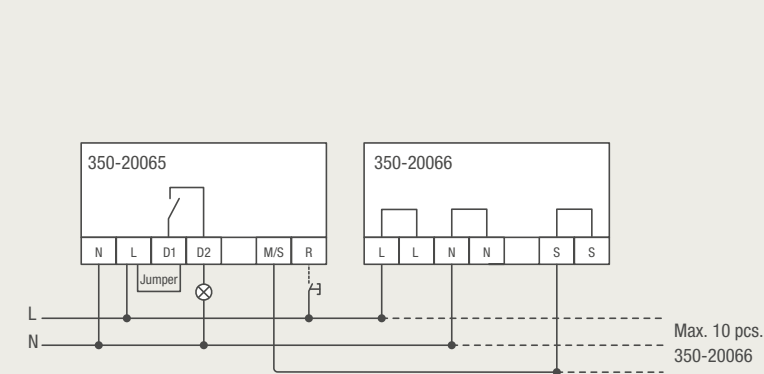 350-20065
350-20066
N L D1 D2 M/S R
L L N N S S
Jumper
L
N
Max. 10 pcs.
350-20066